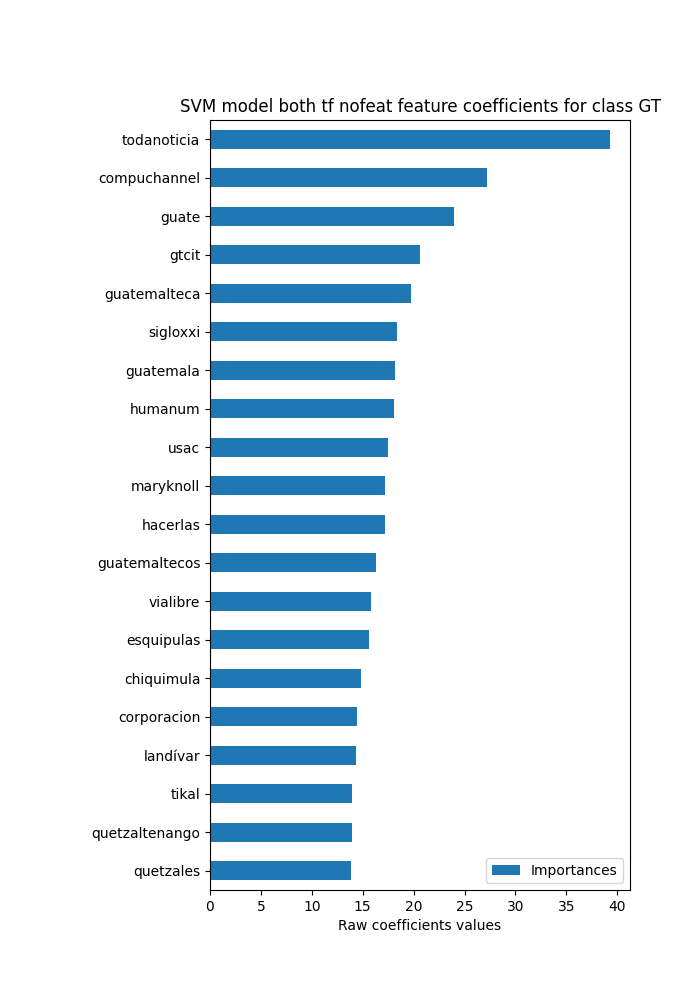 SVM model both tf nofeat feature coefficients for class GT
todanoticia
compuchannel
guate
gtcit
guatemalteca
sigloxxi
guatemala
humanum
usac
maryknoll
hacerlas
guatemaltecos
vialibre
esquipulas
chiquimula
corporacion
landívar
tikal
quetzaltenango
quetzales
Importances
0 5 10 15 20 25 30 35 40
Raw coefficients values